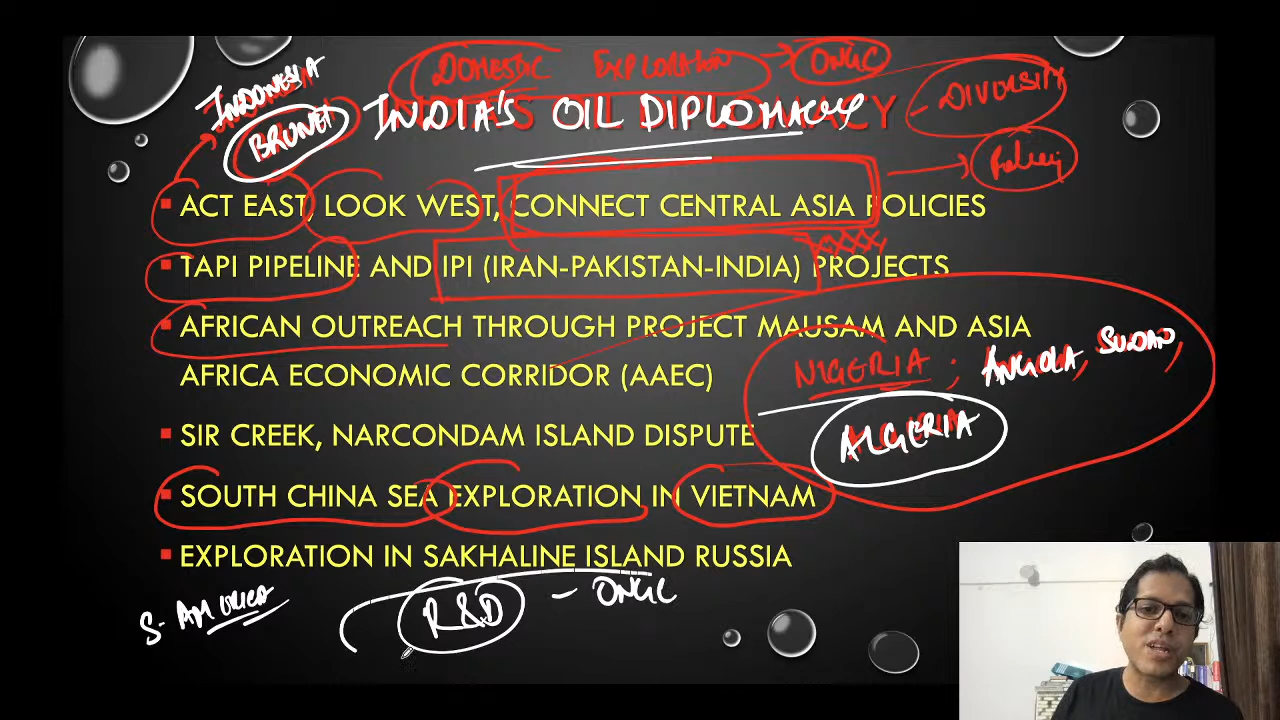 DOMESTIC EXPLORATION → ONGC
INDONESIA
BRUNEI
INDIA'S OIL DIPLOMACY
- DIVERSITY
Policy
▪ ACT EAST, LOOK WEST, CONNECT CENTRAL ASIA POLICIES
▪ TAPI PIPELINE AND IPI (IRAN-PAKISTAN-INDIA) PROJECTS
▪ AFRICAN OUTREACH THROUGH PROJECT MAUSAM AND ASIA
AFRICA ECONOMIC CORRIDOR (AAEC)
NIGERIA ; ANGOLA, SUDAN,
ALGERIA
▪ SIR CREEK, NARCONDAM ISLAND DISPUTE
▪ SOUTH CHINA SEA EXPLORATION IN VIETNAM
▪ EXPLORATION IN SAKHALINE ISLAND RUSSIA
S. AMERICA
R&D - ONGC